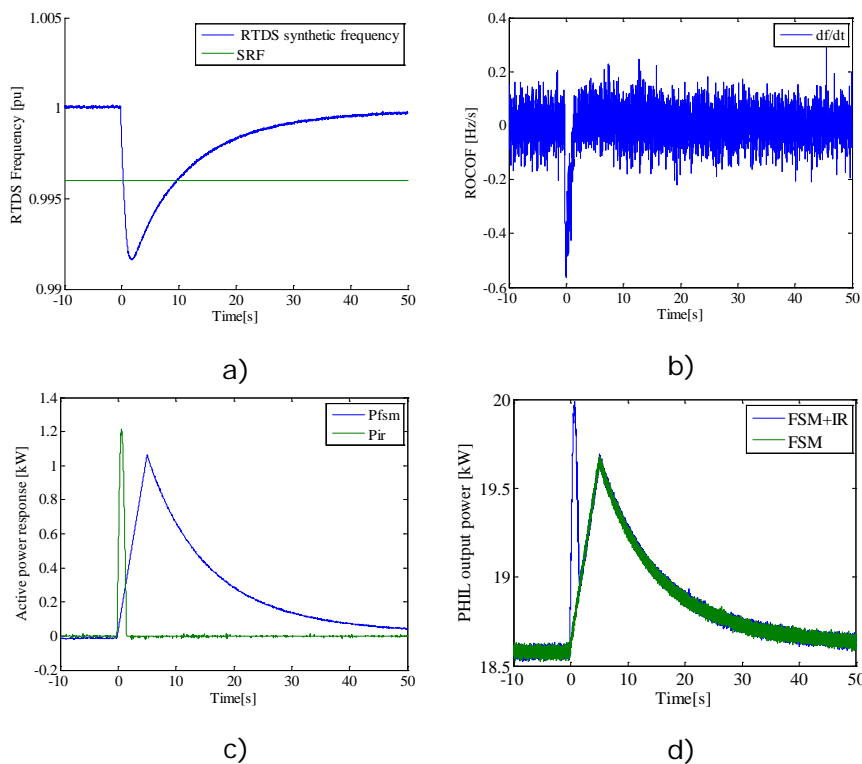 1.005
RTDS synthetic frequency
SRF
1
0.995
0.99
RTDS Frequency [pu]
-10 0 10 20 30 40 50
Time[s]
a)
df/dt
0.4
0.2
0
-0.2
-0.4
-0.6
ROCOF [Hz/s]
-10 0 10 20 30 40 50
Time[s]
b)
1.4
1.2
1
0.8
0.6
0.4
0.2
0
-0.2
Pfsm
Pir
Active power response [kW]
-10 0 10 20 30 40 50
Time[s]
c)
20
19.5
19
18.5
FSM+IR
FSM
PHIL output power [kW]
-10 0 10 20 30 40 50
Time[s]
d)